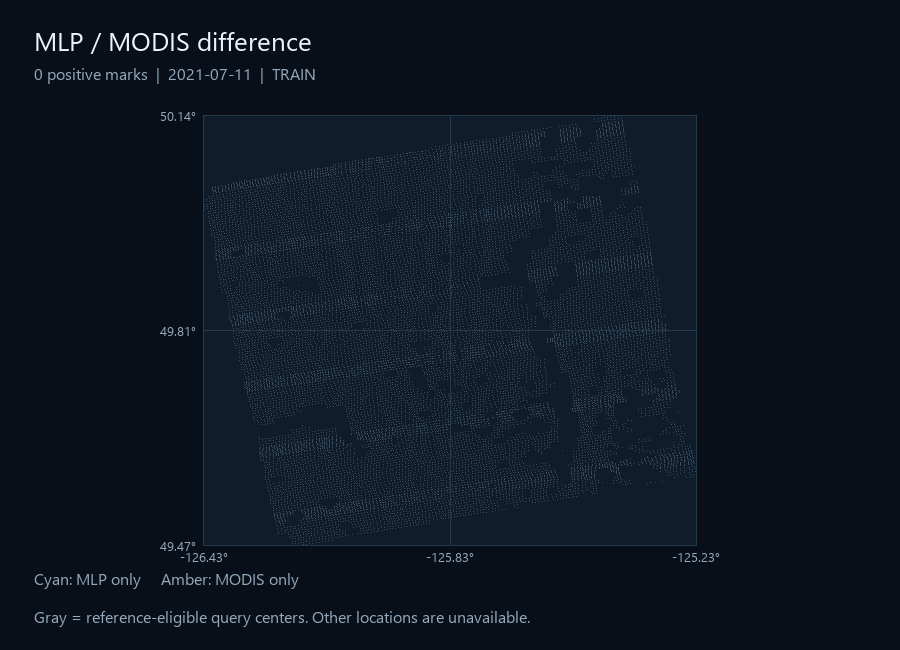 MLP / MODIS difference
0 positive marks | 2021-07-11 | TRAIN
50.14°
49.81°
49.47°
-126.43° -125.83° -125.23°
Cyan: MLP only Amber: MODIS only
Gray = reference-eligible query centers. Other locations are unavailable.